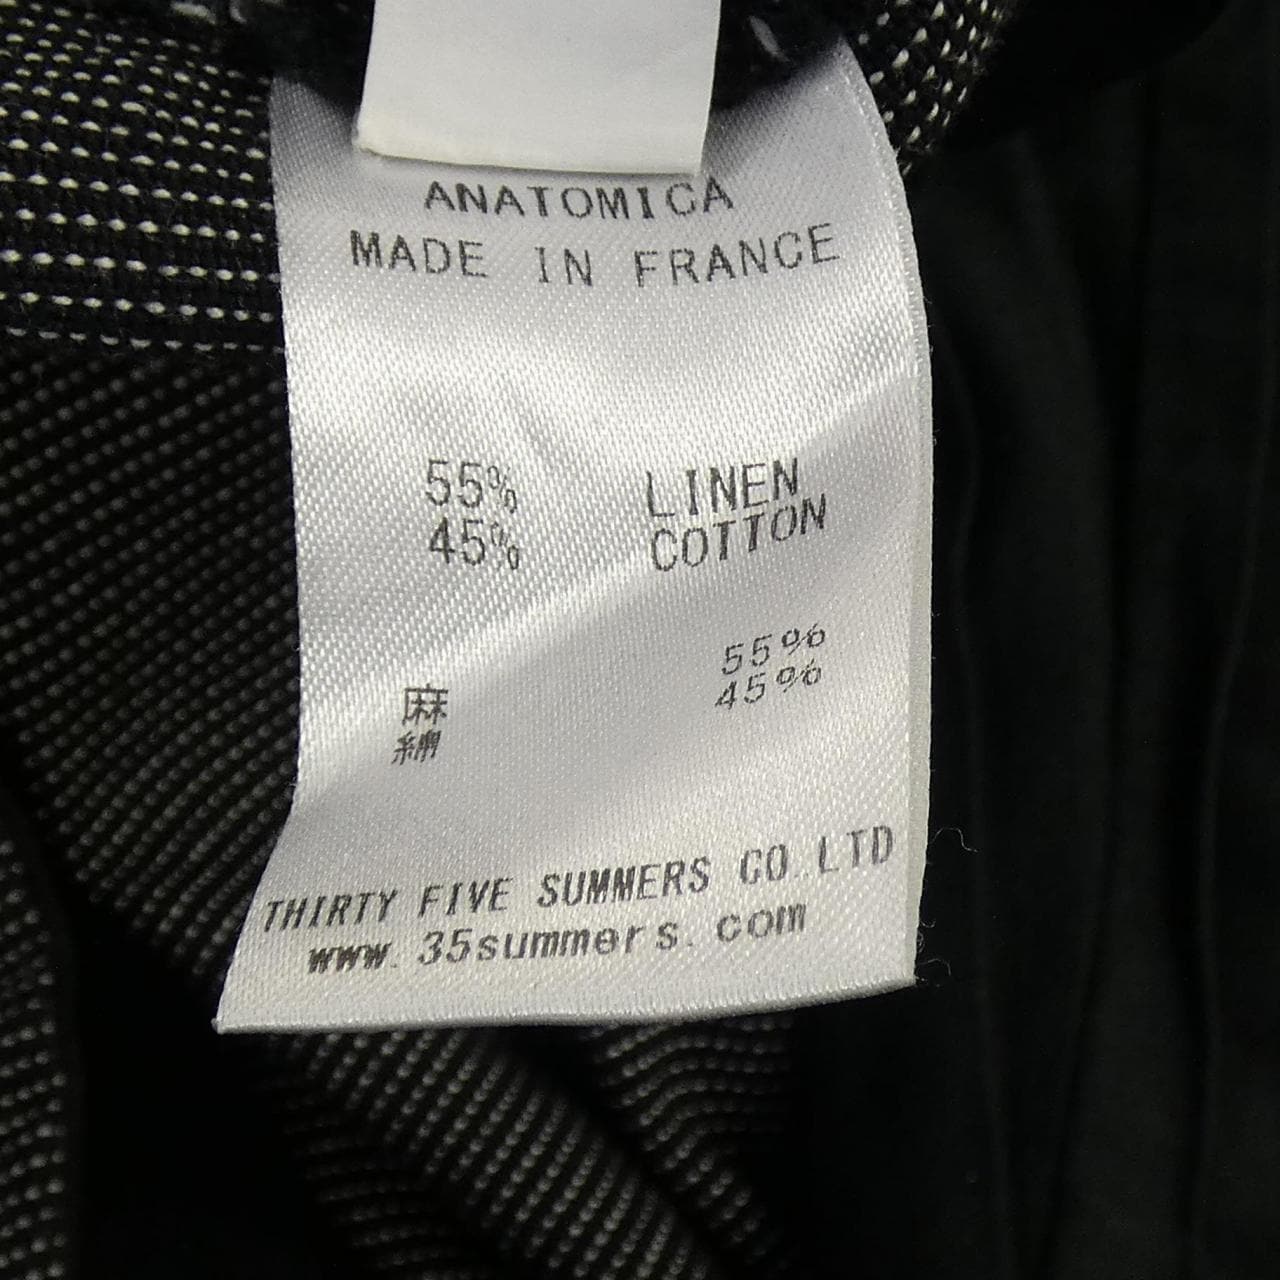 ANATOMICA
MADE IN FRANCE
55% LINEN
45% COTTON
麻 55%
綿 45%
THIRTY FIVE SUMMERS CO.,LTD
www.35summers.com